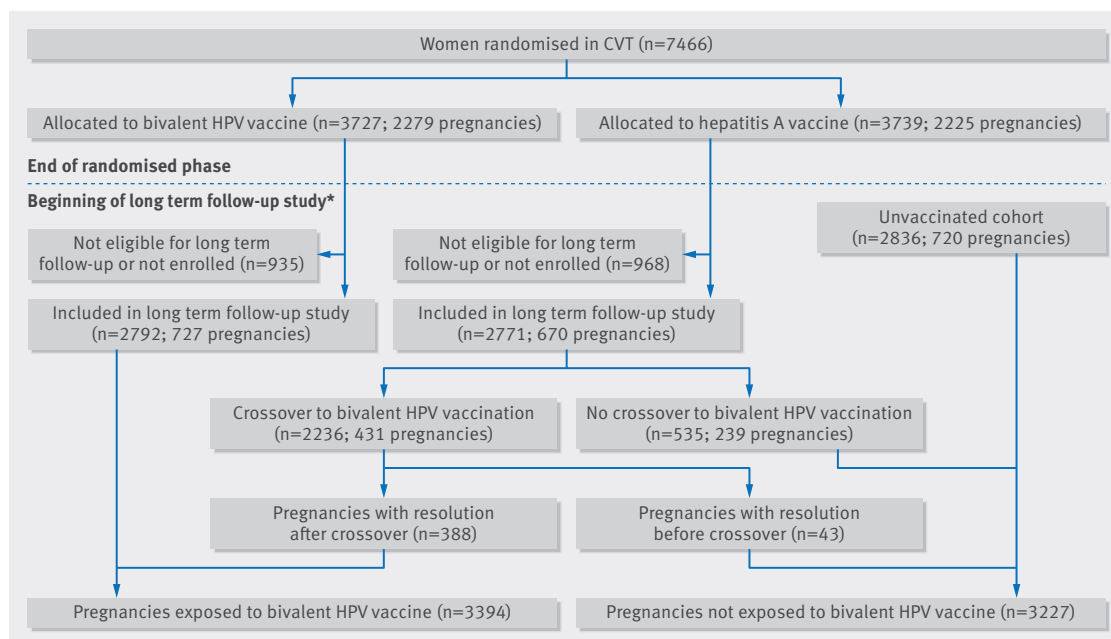 Women randomised in CVT (n=7466)
Allocated to bivalent HPV vaccine (n=3727; 2279 pregnancies)
Allocated to hepatitis A vaccine (n=3739; 2225 pregnancies)
End of randomised phase
Beginning of long term follow-up study*
Unvaccinated cohort
(n=2836; 720 pregnancies)
Not eligible for long term
follow-up or not enrolled (n=935)
Not eligible for long term
follow-up or not enrolled (n=968)
Included in long term follow-up study
(n=2792; 727 pregnancies)
Included in long term follow-up study
(n=2771; 670 pregnancies)
Crossover to bivalent HPV vaccination
(n=2236; 431 pregnancies)
No crossover to bivalent HPV vaccination
(n=535; 239 pregnancies)
Pregnancies with resolution
after crossover (n=388)
Pregnancies with resolution
before crossover (n=43)
Pregnancies exposed to bivalent HPV vaccine (n=3394)
Pregnancies not exposed to bivalent HPV vaccine (n=3227)